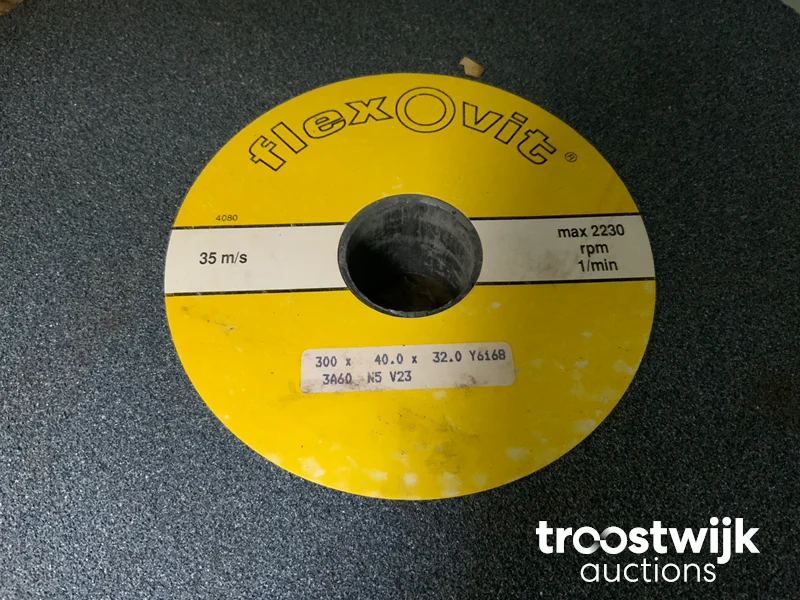 flexovit ®
4080
35 m/s
max 2230
rpm
1/min
300 x 40.0 x 32.0 Y6168
3A60 N5 V23
troostwijk
auctions